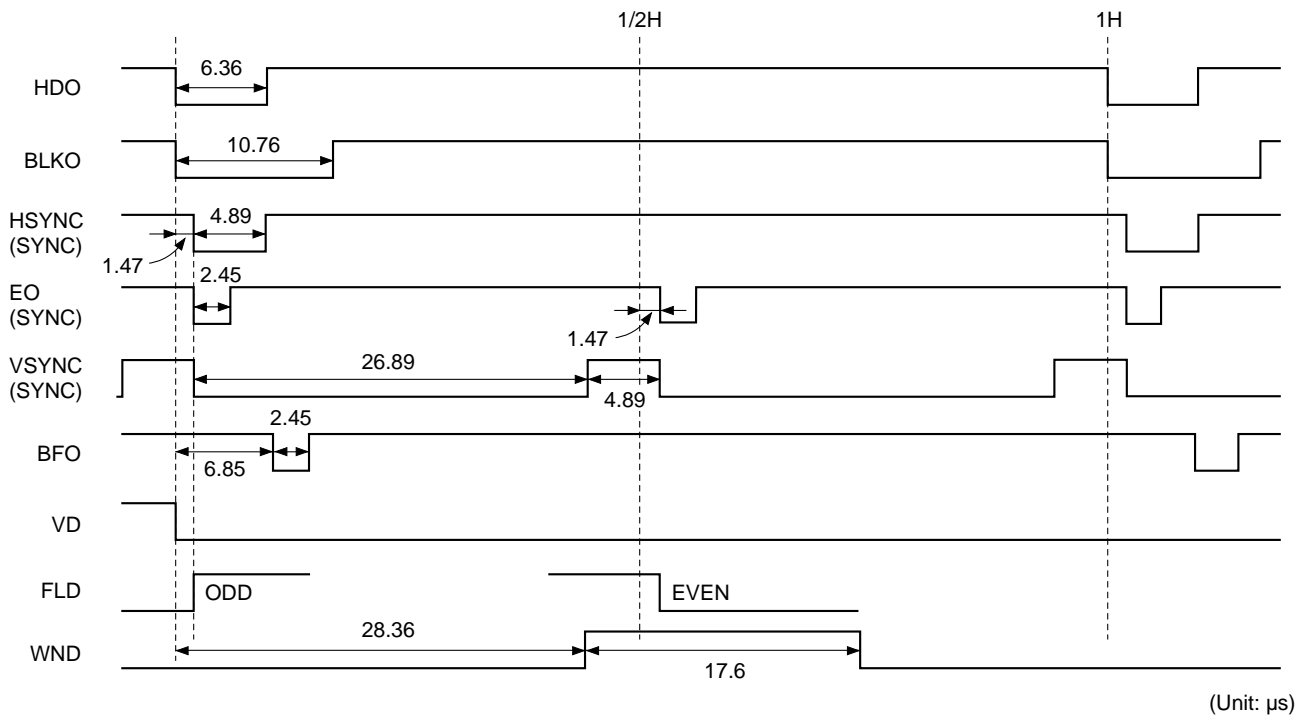 1/2H 1H
HDO 6.36
BLKO 10.76
HSYNC
(SYNC) 4.89
1.47
EO
(SYNC) 2.45
1.47
VSYNC
(SYNC) 26.89
4.89
BFO 2.45
6.85
VD
FLD ODD EVEN
WND 28.36
17.6
(Unit: µs)